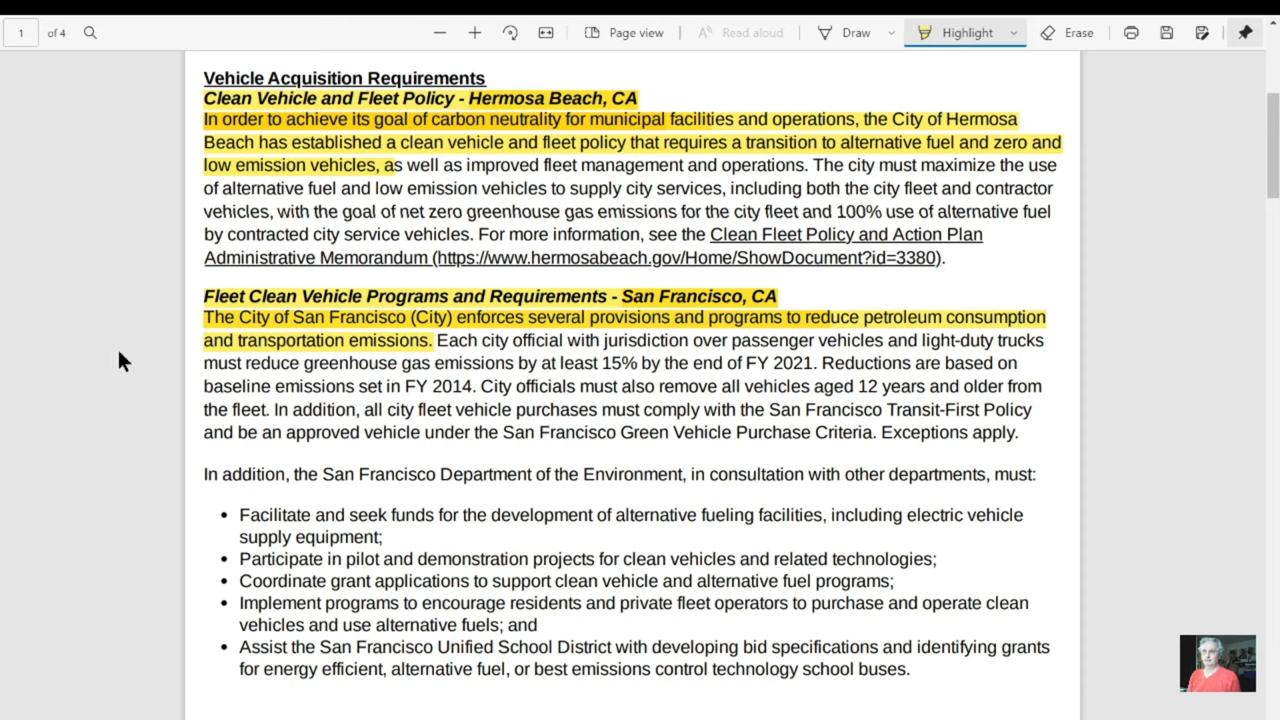 1 of 4 Page view Read aloud Draw Highlight Erase
Vehicle Acquisition Requirements
Clean Vehicle and Fleet Policy - Hermosa Beach, CA
In order to achieve its goal of carbon neutrality for municipal facilities and operations, the City of Hermosa
Beach has established a clean vehicle and fleet policy that requires a transition to alternative fuel and zero and
low emission vehicles, as well as improved fleet management and operations. The city must maximize the use
of alternative fuel and low emission vehicles to supply city services, including both the city fleet and contractor
vehicles, with the goal of net zero greenhouse gas emissions for the city fleet and 100% use of alternative fuel
by contracted city service vehicles. For more information, see the Clean Fleet Policy and Action Plan
Administrative Memorandum (https://www.hermosabeach.gov/Home/ShowDocument?id=3380).
Fleet Clean Vehicle Programs and Requirements - San Francisco, CA
The City of San Francisco (City) enforces several provisions and programs to reduce petroleum consumption
and transportation emissions. Each city official with jurisdiction over passenger vehicles and light-duty trucks
must reduce greenhouse gas emissions by at least 15% by the end of FY 2021. Reductions are based on
baseline emissions set in FY 2014. City officials must also remove all vehicles aged 12 years and older from
the fleet. In addition, all city fleet vehicle purchases must comply with the San Francisco Transit-First Policy
and be an approved vehicle under the San Francisco Green Vehicle Purchase Criteria. Exceptions apply.
In addition, the San Francisco Department of the Environment, in consultation with other departments, must:
• Facilitate and seek funds for the development of alternative fueling facilities, including electric vehicle
supply equipment;
• Participate in pilot and demonstration projects for clean vehicles and related technologies;
• Coordinate grant applications to support clean vehicle and alternative fuel programs;
• Implement programs to encourage residents and private fleet operators to purchase and operate clean
vehicles and use alternative fuels; and
• Assist the San Francisco Unified School District with developing bid specifications and identifying grants
for energy efficient, alternative fuel, or best emissions control technology school buses.